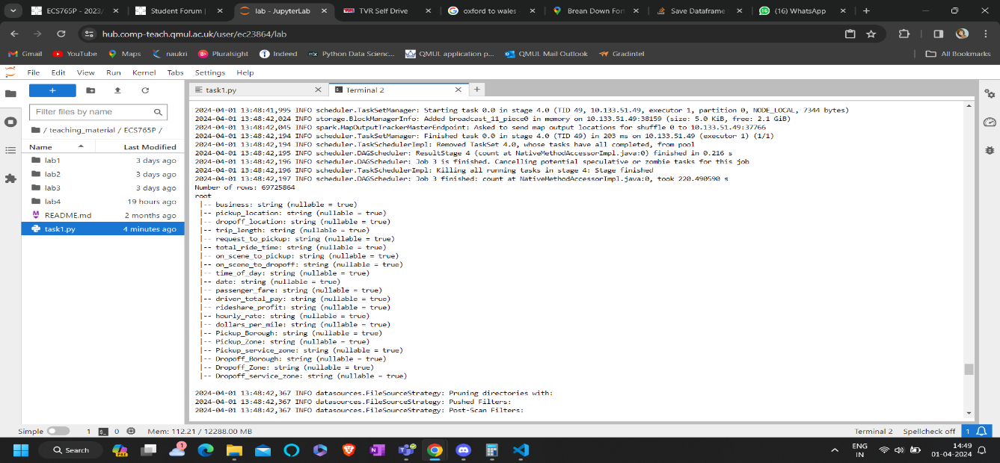 ECS765P - 2023/
Student Forum |
lab - JupyterLab
TVR Self Drive
oxford to wales -
Brean Down Fort
Save Dataframe
(16) WhatsApp
hub.comp-teach.qmul.ac.uk/user/ec23864/lab
Gmail
YouTube
Maps
naukri
Pluralsight
Indeed
Python Data Scienc...
QMUL application p...
QMUL Mail Outlook
Gradintel
All Bookmarks
File Edit View Run Kernel Tabs Settings Help
task1.py
Terminal 2
Filter files by name
/ teaching_material / ECS765P /
Name Last Modified
lab1 3 days ago
lab2 3 days ago
lab3 3 days ago
lab4 19 hours ago
README.md 2 months ago
task1.py 4 minutes ago
2024-04-01 13:48:41,995 INFO scheduler.TaskSetManager: Starting task 0.0 in stage 4.0 (TID 49, 10.133.51.49, executor 1, partition 0, NODE_LOCAL, 7344 bytes)
2024-04-01 13:48:42,024 INFO storage.BlockManagerInfo: Added broadcast_11_piece0 in memory on 10.133.51.49:38159 (size: 5.0 KiB, free: 2.1 GiB)
2024-04-01 13:48:42,045 INFO spark.MapOutputTrackerMasterEndpoint: Asked to send map output locations for shuffle 0 to 10.133.51.49:37766
2024-04-01 13:48:42,194 INFO scheduler.TaskSetManager: Finished task 0.0 in stage 4.0 (TID 49) in 203 ms on 10.133.51.49 (executor 1) (1/1)
2024-04-01 13:48:42,194 INFO scheduler.TaskSchedulerImpl: Removed TaskSet 4.0, whose tasks have all completed, from pool
2024-04-01 13:48:42,195 INFO scheduler.DAGScheduler: ResultStage 4 (count at NativeMethodAccessorImpl.java:0) finished in 0.216 s
2024-04-01 13:48:42,196 INFO scheduler.DAGScheduler: Job 3 is finished. Cancelling potential speculative or zombie tasks for this job
2024-04-01 13:48:42,196 INFO scheduler.TaskSchedulerImpl: Killing all running tasks in stage 4: Stage finished
2024-04-01 13:48:42,197 INFO scheduler.DAGScheduler: Job 3 finished: count at NativeMethodAccessorImpl.java:0, took 220.490590 s
Number of rows: 69725864
root
|-- business: string (nullable = true)
|-- pickup_location: string (nullable = true)
|-- dropoff_location: string (nullable = true)
|-- trip_length: string (nullable = true)
|-- request_to_pickup: string (nullable = true)
|-- total_ride_time: string (nullable = true)
|-- on_scene_to_pickup: string (nullable = true)
|-- on_scene_to_dropoff: string (nullable = true)
|-- time_of_day: string (nullable = true)
|-- date: string (nullable = true)
|-- passenger_fare: string (nullable = true)
|-- driver_total_pay: string (nullable = true)
|-- rideshare_profit: string (nullable = true)
|-- hourly_rate: string (nullable = true)
|-- dollars_per_mile: string (nullable = true)
|-- Pickup_Borough: string (nullable = true)
|-- Pickup_Zone: string (nullable = true)
|-- Pickup_service_zone: string (nullable = true)
|-- Dropoff_Borough: string (nullable = true)
|-- Dropoff_Zone: string (nullable = true)
|-- Dropoff_service_zone: string (nullable = true)
2024-04-01 13:48:42,367 INFO datasources.FileSourceStrategy: Pruning directories with:
2024-04-01 13:48:42,367 INFO datasources.FileSourceStrategy: Pushed Filters:
2024-04-01 13:48:42,367 INFO datasources.FileSourceStrategy: Post-Scan Filters:
Simple 1 0 Mem: 112.21 / 12288.00 MB
Terminal 2 Spellcheck off 1
Search
1
ENG
IN
14:49
01-04-2024